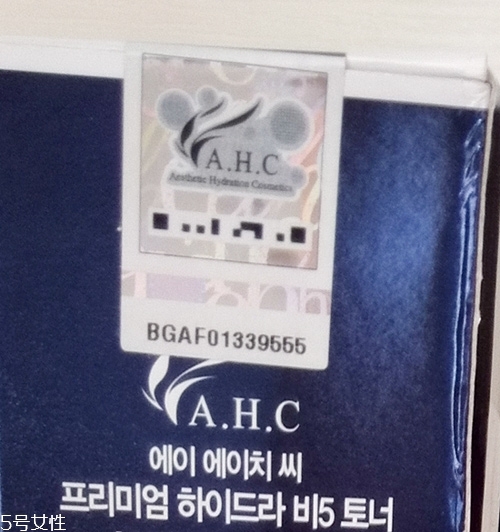 A.H.C
Aesthetic Hydration Cosmetics
BGAF01339555
A.H.C
에이 에이치 씨
프리미엄 하이드라 비5 토너
5号女性